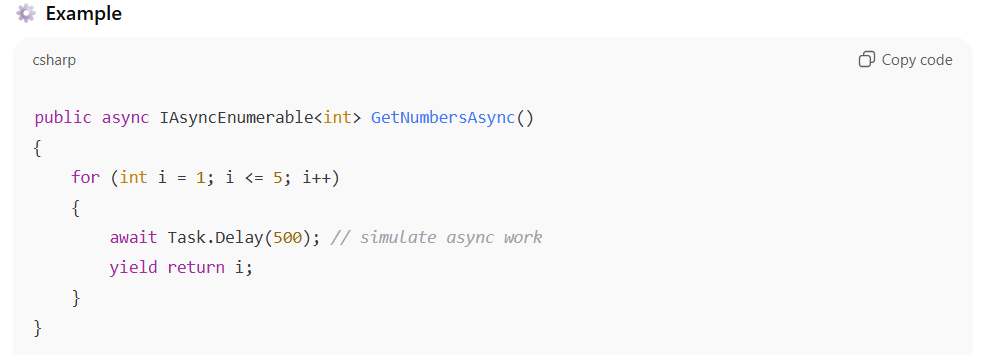 Example
csharp
Copy code
public async IAsyncEnumerable<int> GetNumbersAsync()
{
    for (int i = 1; i <= 5; i++)
    {
        await Task.Delay(500); // simulate async work
        yield return i;
    }
}